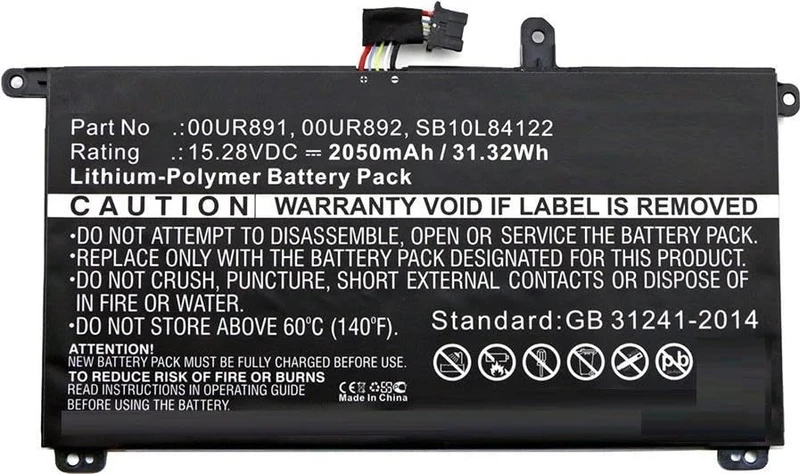 Part No .:00UR891, 00UR892, SB10L84122
Rating .:15.28VDC ⎓ 2050mAh / 31.32Wh
Lithium-Polymer Battery Pack
CAUTION WARRANTY VOID IF LABEL IS REMOVED
•DO NOT ATTEMPT TO DISASSEMBLE, OPEN OR SERVICE THE BATTERY PACK.
•REPLACE ONLY WITH THE BATTERY PACK DESIGNATED FOR THIS PRODUCT.
•DO NOT CRUSH, PUNCTURE, SHORT EXTERNAL CONTACTS OR DISPOSE OF
IN FIRE OR WATER.
•DO NOT STORE ABOVE 60ºC (140ºF).
Standard:GB 31241-2014
ATTENTION!
NEW BATTERY PACK MUST BE FULLY CHARGED BEFORE USE.
TO REDUCE RISK OF FIRE OR BURNS
READ INSTRUCTIONS IN OPERATING GUIDE
BEFORE USING THE BATTERY.
CE
Made In China
pb